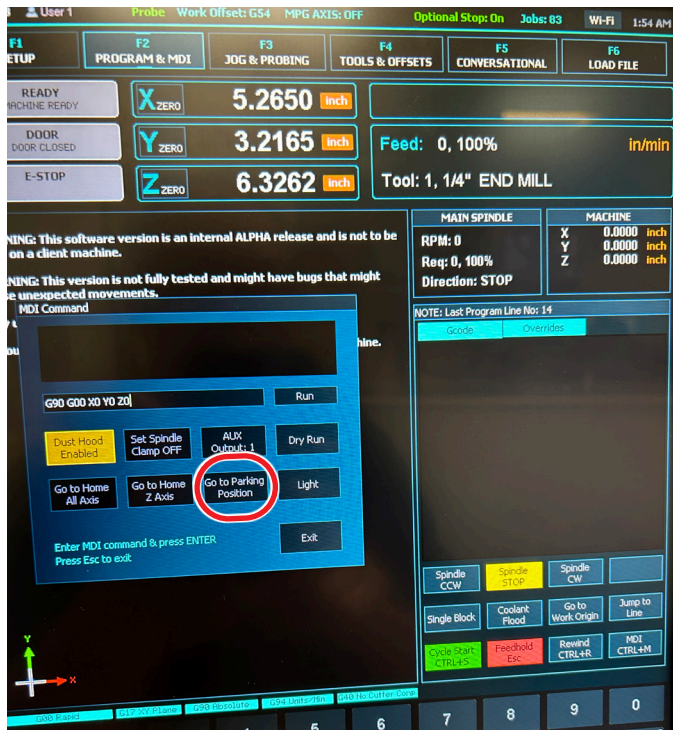 User 1 Probe Work Offset: G54 MPG AXIS: OFF Optional Stop: On Jobs: 83 Wi-Fi 1:54 AM
F1
ETUP
F2
PROGRAM & MDI
F3
JOG & PROBING
F4
TOOLS & OFFSETS
F5
CONVERSATIONAL
F6
LOAD FILE
READY
MACHINE READY
X ZERO 5.2650 inch
DOOR
DOOR CLOSED
Y ZERO 3.2165 inch
Feed: 0, 100% in/min
E-STOP
Z ZERO 6.3262 inch
Tool: 1, 1/4" END MILL
NING: This software version is an internal ALPHA release and is not to be
on a client machine.
NING: This version is not fully tested and might have bugs that might
se unexpected movements.
hine.
MAIN SPINDLE
RPM: 0
Req: 0, 100%
Direction: STOP
MACHINE
X 0.0000 inch
Y 0.0000 inch
Z 0.0000 inch
NOTE: Last Program Line No: 14
Gcode Overrides
MDI Command
G90 G00 X0 Y0 Z0
Run
Dust Hood
Enabled
Set Spindle
Clamp OFF
AUX
Output: 1
Dry Run
Go to Home
All Axis
Go to Home
Z Axis
Go to Parking
Position
Light
Enter MDI command & press ENTER
Press Esc to exit
Exit
Spindle
CCW
Spindle
STOP
Spindle
CW
Single Block
Coolant
Flood
Go to
Work Origin
Jump to
Line
Cycle Start
CTRL+S
Feedhold
Esc
Rewind
CTRL+R
MDI
CTRL+M
Y
X
G00 Rapid G17 XY Plane G90 Absolute G94 Units/Min G40 No Cutter Comp
5 6 7 8 9 0